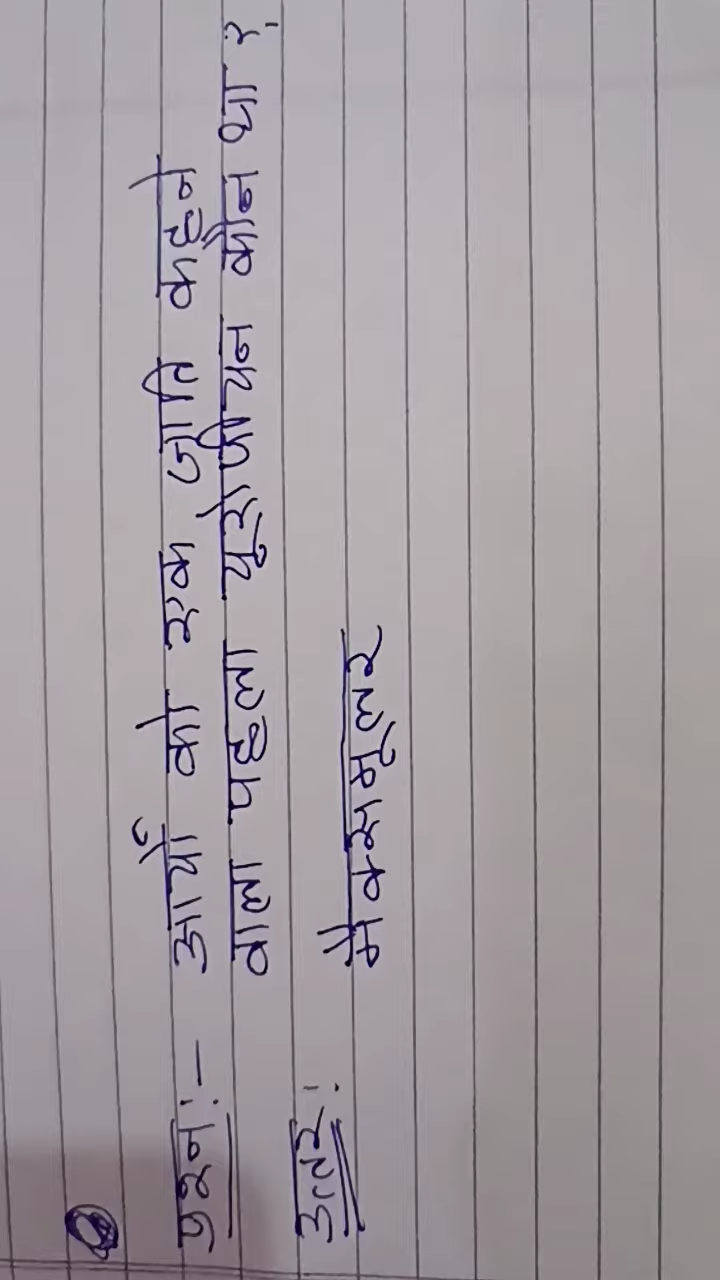 प्रश्न :- आर्यो को एक जाति कहने
वाला पहला यूरोपीयन कौन था ?
उत्तर : मैक्समूलर